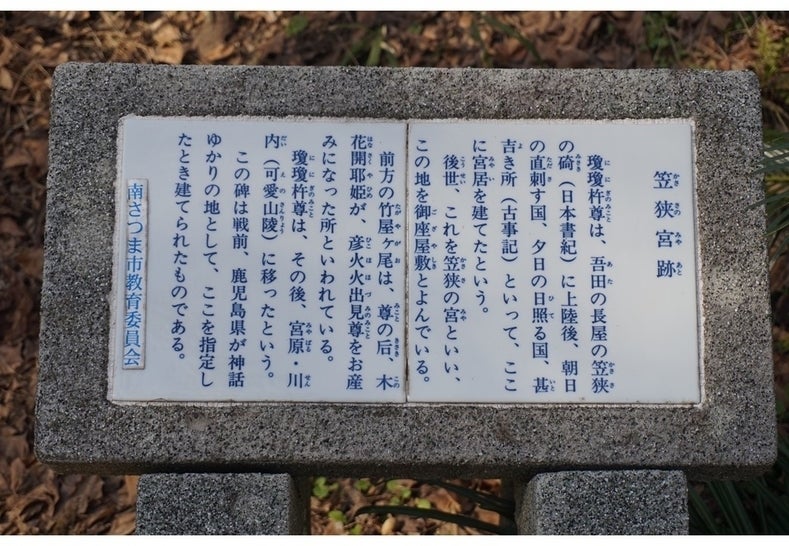 笠狭宮跡
瓊瓊杵尊は、吾田の長屋の笠狭
の碕（日本書紀）に上陸後、朝日
の直刺す国、夕日の日照る国、甚
吉き所（古事記）といって、ここ
に宮居を建てたという。
後世、これを笠狭の宮といい、
この地を御座屋敷とよんでいる。
前方の竹屋ヶ尾は、尊の后、木
花開耶姫が、彦火火出見尊をお産
みになった所といわれている。
瓊瓊杵尊は、その後、宮原・川
内（可愛山陵）に移ったという。
この碑は戦前、鹿児島県が神話
ゆかりの地として、ここを指定し
たとき建てられたものである。
南さつま市教育委員会